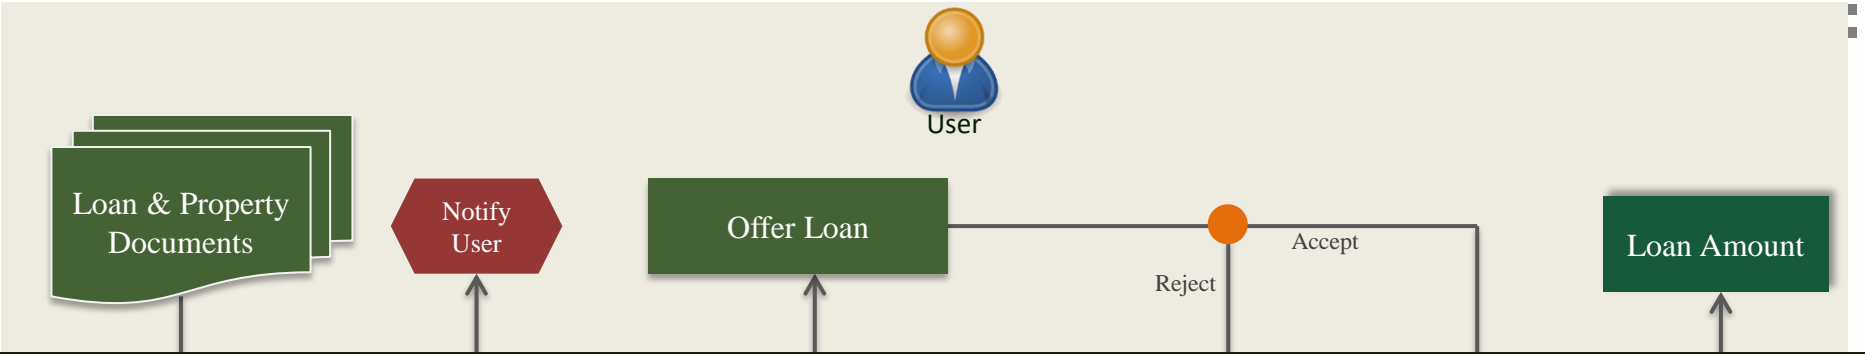 User
Loan & Property
Documents
Notify
User
Offer Loan
Accept
Reject
Loan Amount